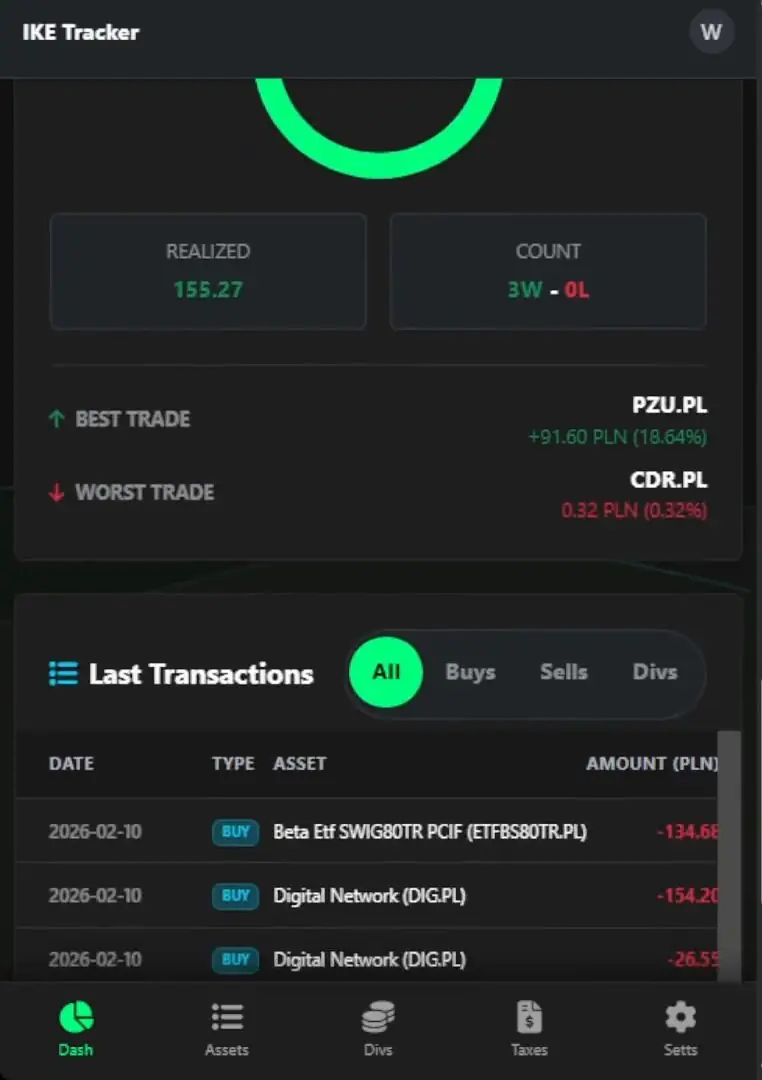 IKE Tracker
W
REALIZED
155.27
COUNT
3W - 0L
BEST TRADE
PZU.PL
+91.60 PLN (18.64%)
WORST TRADE
CDR.PL
0.32 PLN (0.32%)
Last Transactions
All Buys Sells Divs
DATE TYPE ASSET AMOUNT (PLN)
2026-02-10 BUY Beta Etf SWIG80TR PCIF (ETFBS80TR.PL) -134.68
2026-02-10 BUY Digital Network (DIG.PL) -154.20
2026-02-10 BUY Digital Network (DIG.PL) -26.55
Dash Assets Divs Taxes Setts